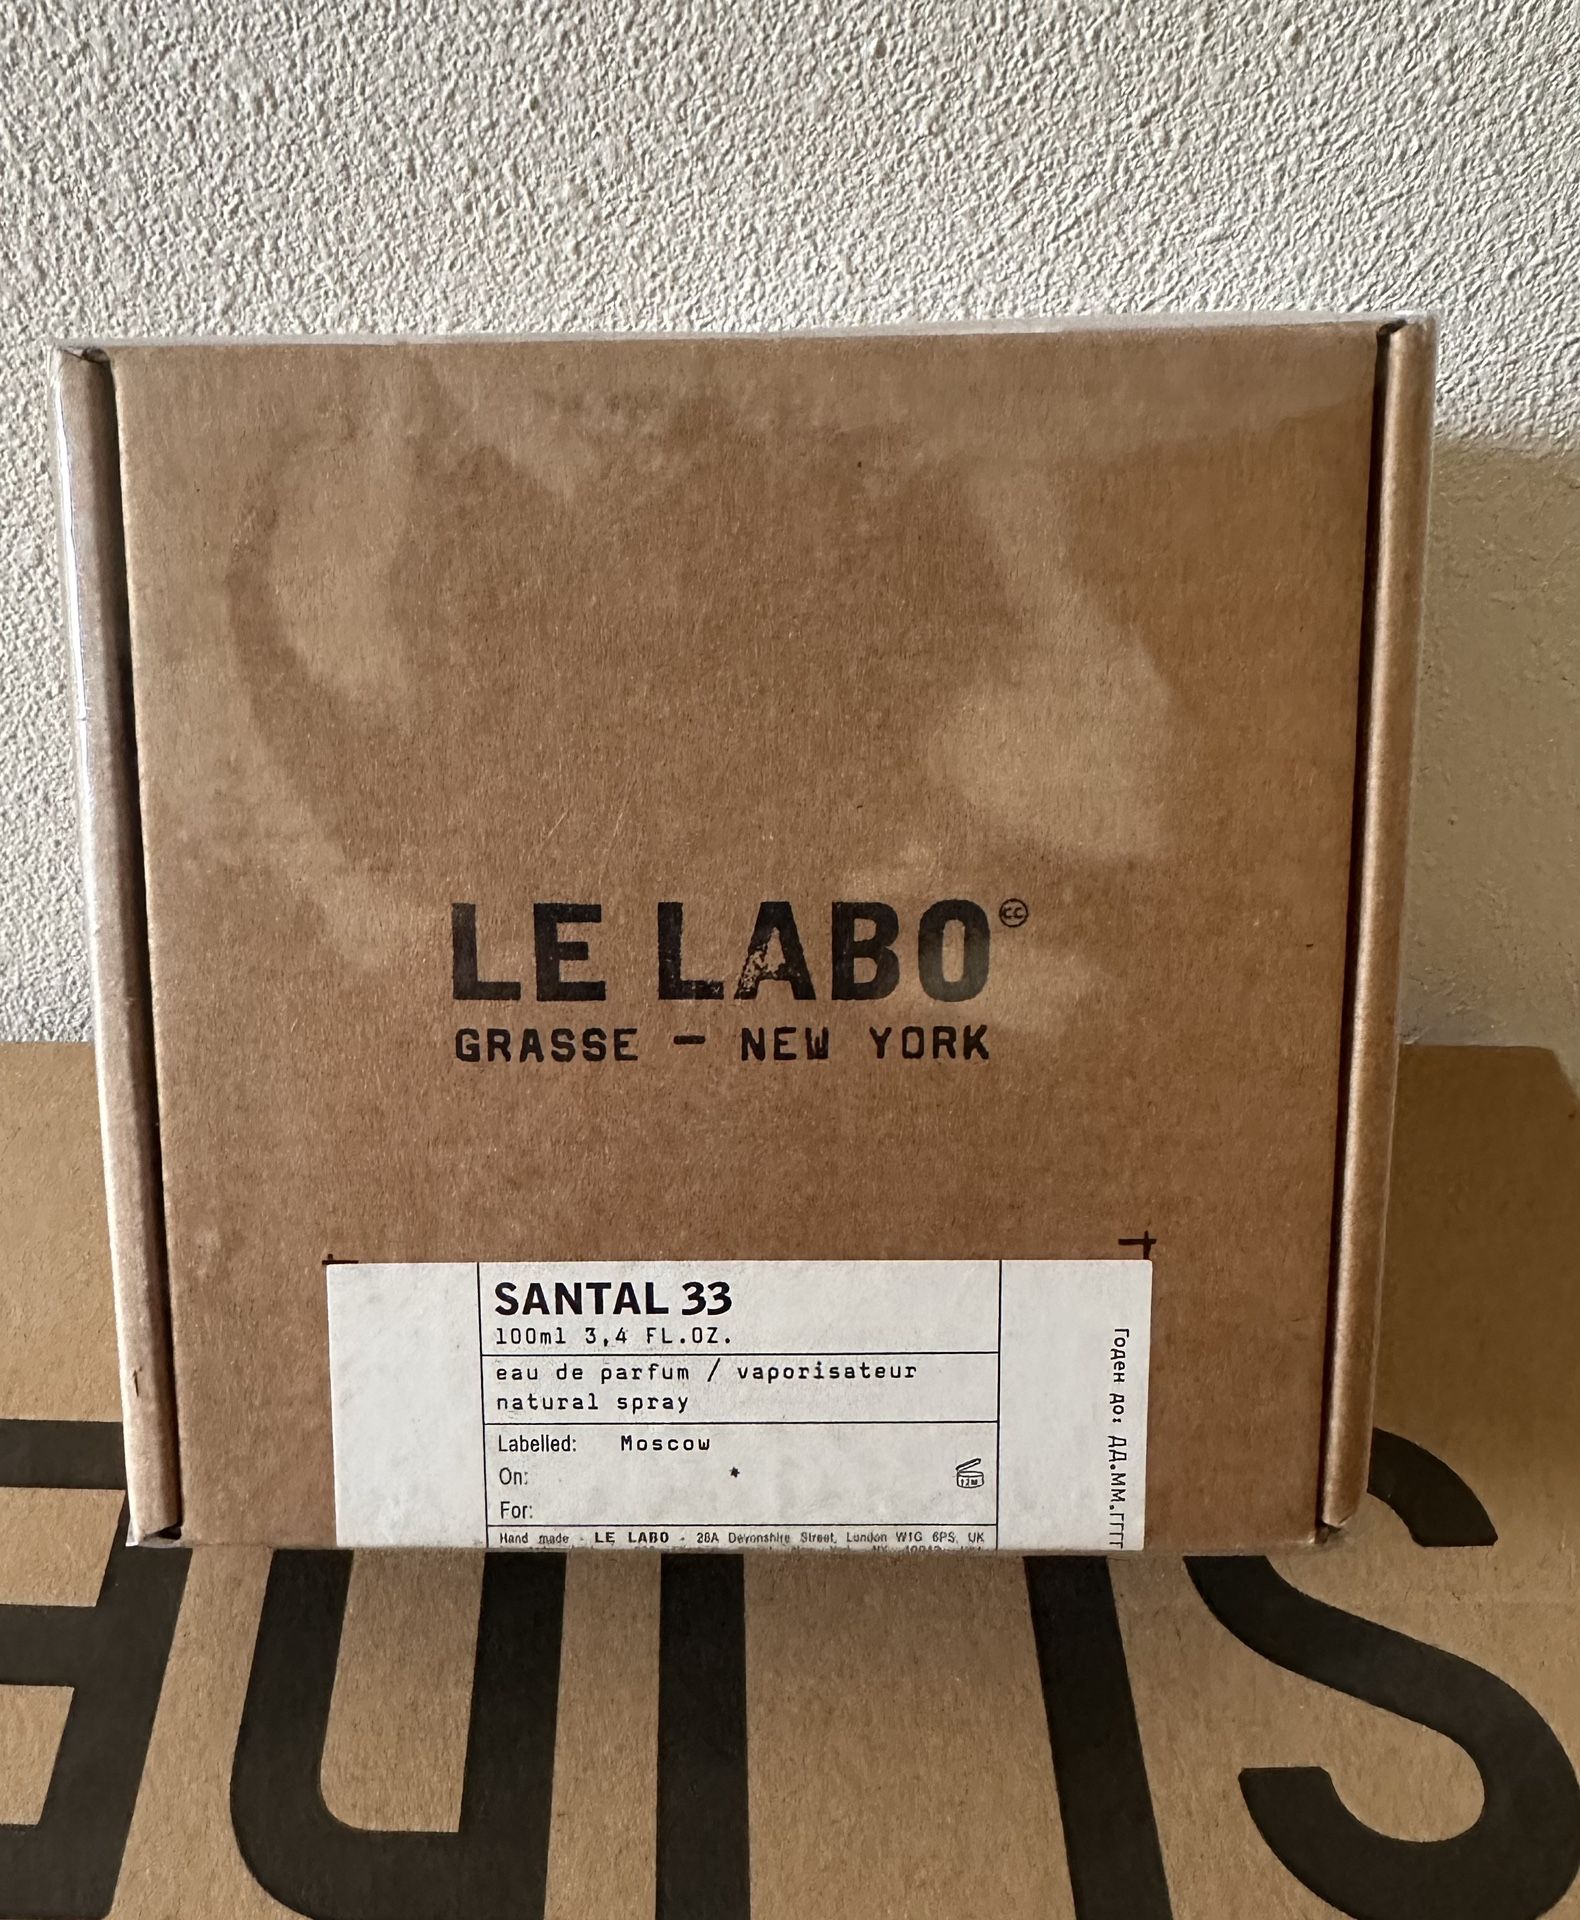 LE LABO
GRASSE – NEW YORK
SANTAL 33
100ml 3,4 FL.OZ.
eau de parfum / vaporisateur
natural spray
Labelled: Moscow
On: *
12M
For:
Hand made - LE LABO - 28A Devonshire Street, London W1G 6PS, UK
Годен до: ДД.ММ.ГГГГ